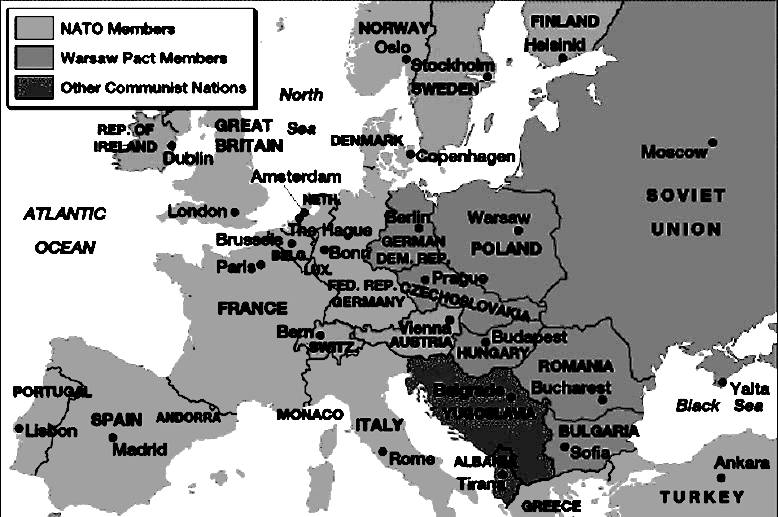 NATO Members
Warsaw Pact Members
Other Communist Nations
NORWAY
Oslo
FINLAND
Helsinki
Stockholm
SWEDEN
North
Sea
REP. OF
IRELAND
Dublin
GREAT
BRITAIN
DENMARK
Copenhagen
Moscow
SOVIET
UNION
ATLANTIC
OCEAN
Amsterdam
NETH.
London
The Hague
Brussels
BELG.
Bonn
LUX.
Paris
Berlin
GERMAN
DEM. REP.
Warsaw
POLAND
Prague
CZECHOSLOVAKIA
FED. REP.
GERMANY
FRANCE
Bern
SWITZ.
Vienna
AUSTRIA
Budapest
HUNGARY
ROMANIA
Bucharest
Belgrade
YUGOSLAVIA
Yalta
Black Sea
PORTUGAL
Lisbon
SPAIN
Madrid
ANDORRA
MONACO
ITALY
Rome
BULGARIA
Sofia
ALBANIA
Tirana
GREECE
Ankara
TURKEY